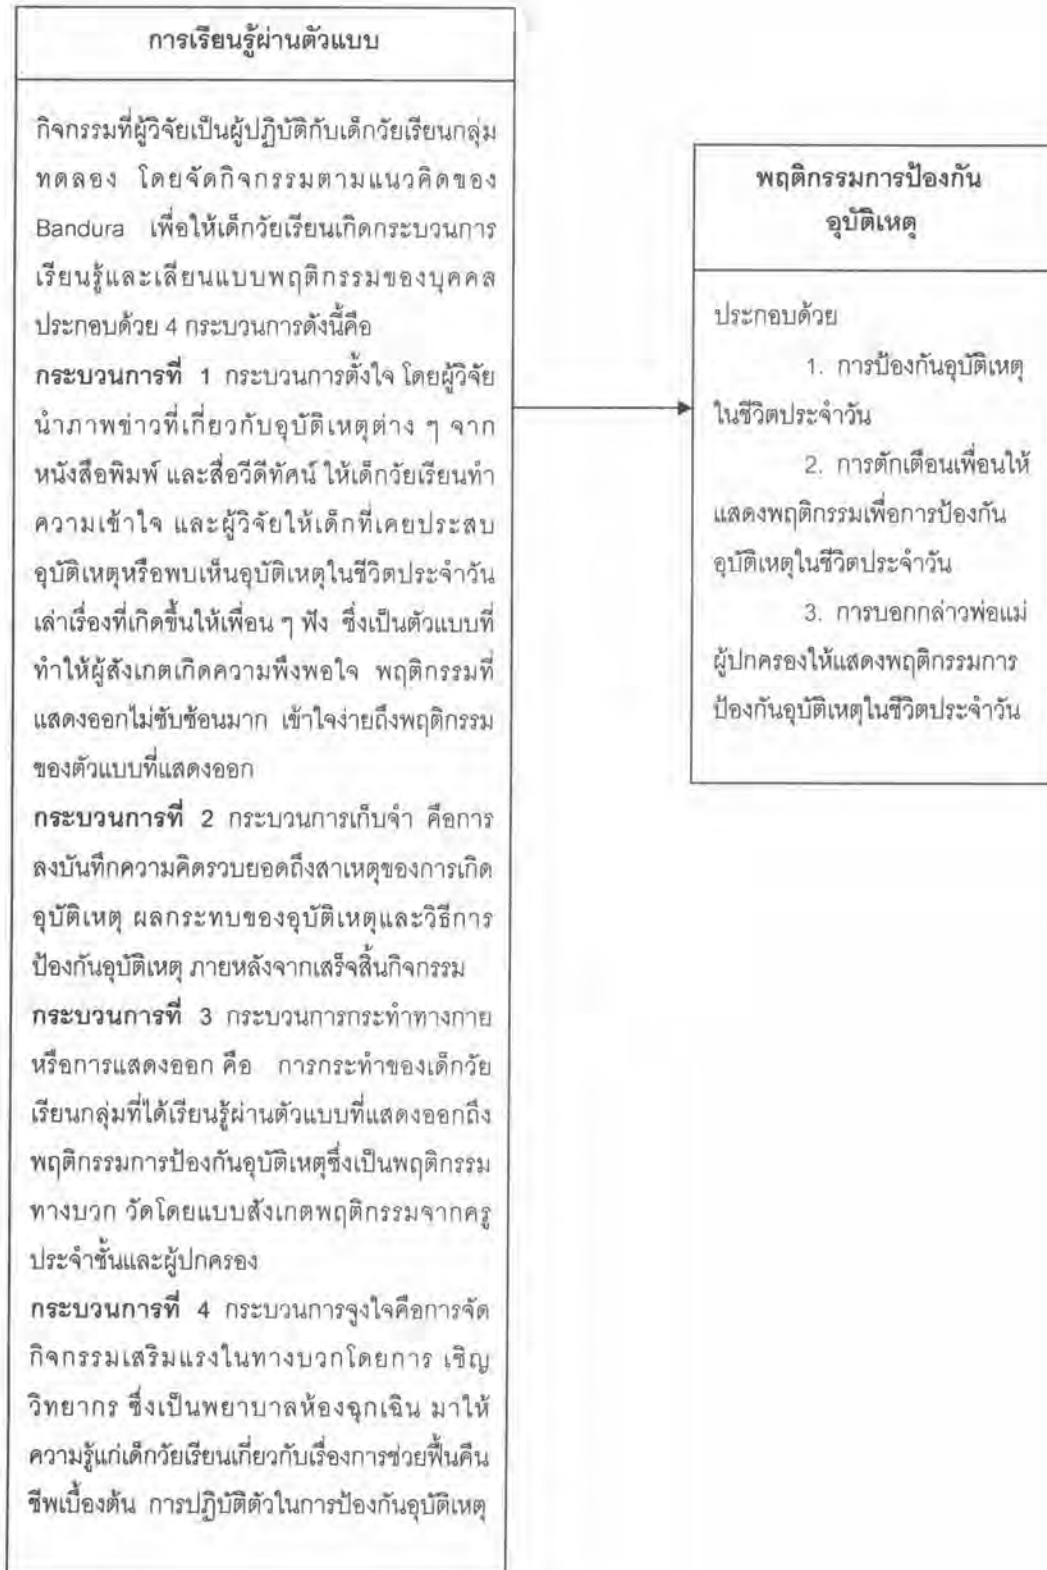 การเรียนรู้ผ่านตัวแบบ
กิจกรรมที่ผู้วิจัยเป็นผู้ปฏิบัติกับเด็กวัยเรียนกลุ่ม
ทดลอง โดยจัดกิจกรรมตามแนวคิดของ
Bandura เพื่อให้เด็กวัยเรียนเกิดกระบวนการ
เรียนรู้และเลียนแบบพฤติกรรมของบุคคล
ประกอบด้วย 4 กระบวนการดังนี้คือ
กระบวนการที่ 1 กระบวนการตั้งใจ โดยผู้วิจัย
นำภาพข่าวที่เกี่ยวกับอุบัติเหตุต่าง ๆ จาก
หนังสือพิมพ์ และสื่อวีดีทัศน์ ให้เด็กวัยเรียนทำ
ความเข้าใจ และผู้วิจัยให้เด็กที่เคยประสบ
อุบัติเหตุหรือพบเห็นอุบัติเหตุในชีวิตประจำวัน
เล่าเรื่องที่เกิดขึ้นให้เพื่อน ๆ ฟัง ซึ่งเป็นตัวแบบที่
ทำให้ผู้สังเกตเกิดความพึงพอใจ พฤติกรรมที่
แสดงออกไม่ซับซ้อนมาก เข้าใจง่ายถึงพฤติกรรม
ของตัวแบบที่แสดงออก
กระบวนการที่ 2 กระบวนการเก็บจำ คือการ
ลงบันทึกความคิดรวบยอดถึงสาเหตุของการเกิด
อุบัติเหตุ ผลกระทบของอุบัติเหตุและวิธีการ
ป้องกันอุบัติเหตุ ภายหลังจากเสร็จสิ้นกิจกรรม
กระบวนการที่ 3 กระบวนการกระทำทางกาย
หรือการแสดงออก คือ การกระทำของเด็กวัย
เรียนกลุ่มที่ได้เรียนรู้ผ่านตัวแบบที่แสดงออกถึง
พฤติกรรมการป้องกันอุบัติเหตุซึ่งเป็นพฤติกรรม
ทางบวก วัดโดยแบบสังเกตพฤติกรรมจากครู
ประจำชั้นและผู้ปกครอง
กระบวนการที่ 4 กระบวนการจูงใจคือการจัด
กิจกรรมเสริมแรงในทางบวกโดยการ เชิญ
วิทยากร ซึ่งเป็นพยาบาลห้องฉุกเฉิน มาให้
ความรู้แก่เด็กวัยเรียนเกี่ยวกับเรื่องการช่วยฟื้นคืน
ชีพเบื้องต้น การปฏิบัติตัวในการป้องกันอุบัติเหตุ
พฤติกรรมการป้องกัน
อุบัติเหตุ
ประกอบด้วย
1. การป้องกันอุบัติเหตุ
ในชีวิตประจำวัน
2. การตักเตือนเพื่อนให้
แสดงพฤติกรรมเพื่อการป้องกัน
อุบัติเหตุในชีวิตประจำวัน
3. การบอกกล่าวพ่อแม่
ผู้ปกครองให้แสดงพฤติกรรมการ
ป้องกันอุบัติเหตุในชีวิตประจำวัน